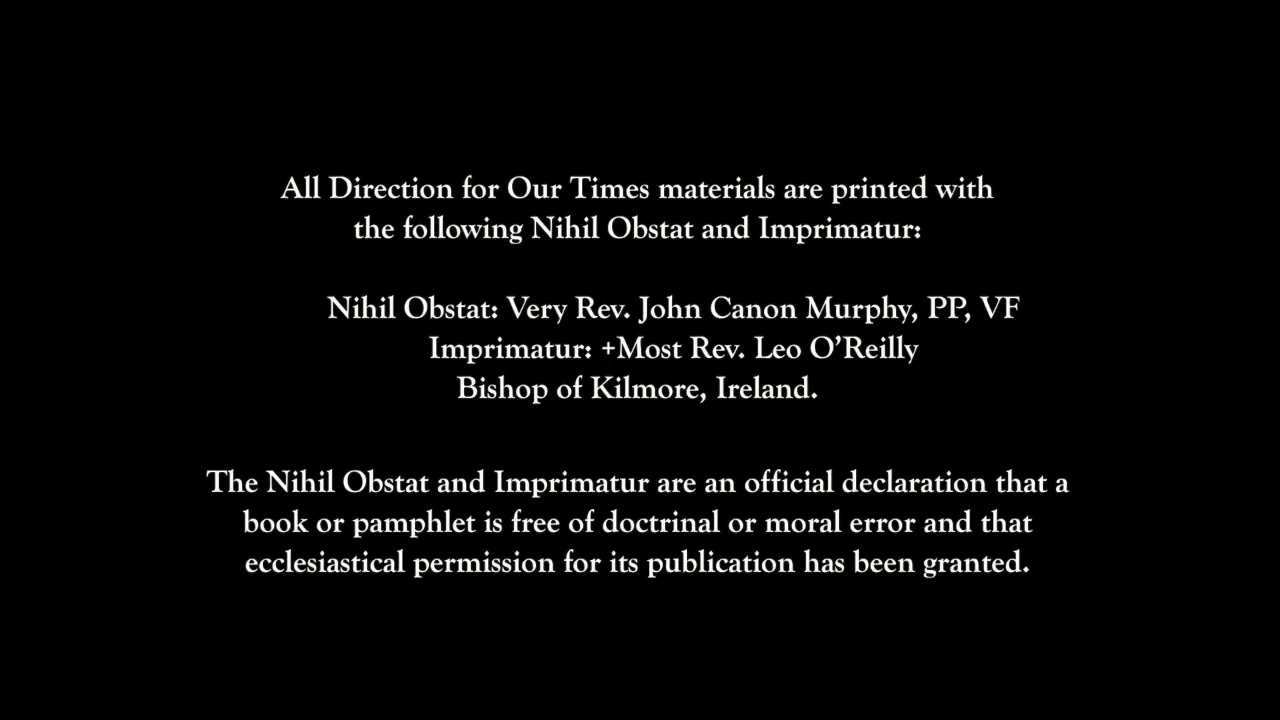 All Direction for Our Times materials are printed with
the following Nihil Obstat and Imprimatur:
Nihil Obstat: Very Rev. John Canon Murphy, PP, VF
Imprimatur: +Most Rev. Leo O’Reilly
Bishop of Kilmore, Ireland.
The Nihil Obstat and Imprimatur are an official declaration that a
book or pamphlet is free of doctrinal or moral error and that
ecclesiastical permission for its publication has been granted.